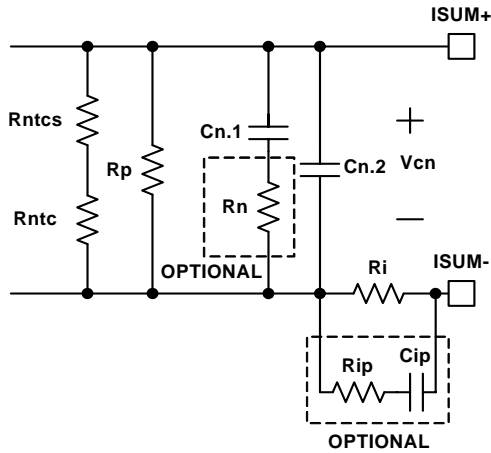 ISUM+
Rntcs
Cn.1
+
Rp
Cn.2
Vcn
Rn
Rntc
–
OPTIONAL
ISUM-
Ri
Rip
Cip
OPTIONAL